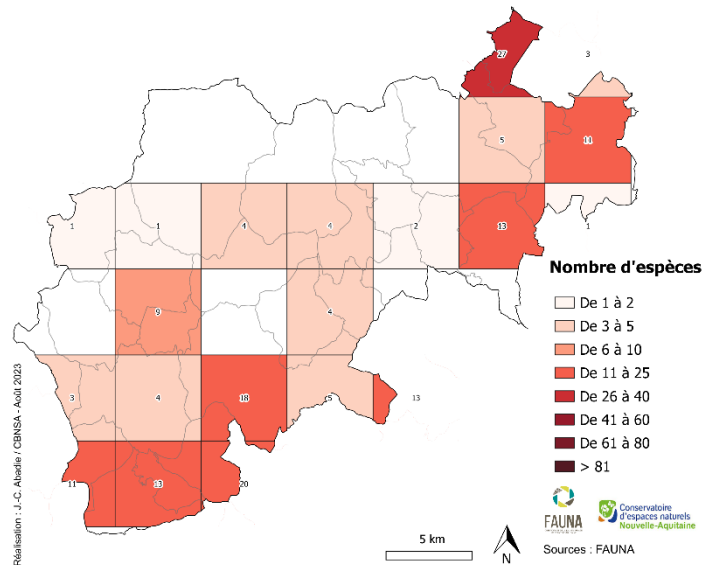 27
3
5
11
1
1
4
4
2
13
1
9
4
3
4
18
5
13
11
13
20
Nombre d'espèces
De 1 à 2
De 3 à 5
De 6 à 10
De 11 à 25
De 26 à 40
De 41 à 60
De 61 à 80
> 81
Réalisation : J.-C. Abadie / CBNSA - Août 2023
5 km
N
FAUNA
Conservatoire
d'espaces naturels
Nouvelle-Aquitaine
Sources : FAUNA